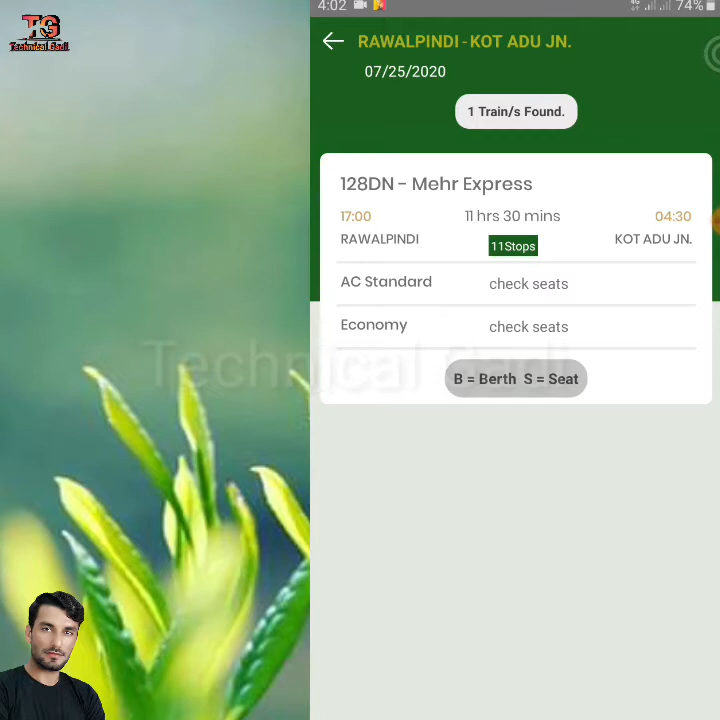 TG
Technical Gadi
4:02 74%
RAWALPINDI - KOT ADU JN.
07/25/2020
1 Train/s Found.
128DN - Mehr Express
17:00 11 hrs 30 mins 04:30
RAWALPINDI 11Stops KOT ADU JN.
AC Standard check seats
Economy check seats
Technical Gadi
B = Berth S = Seat